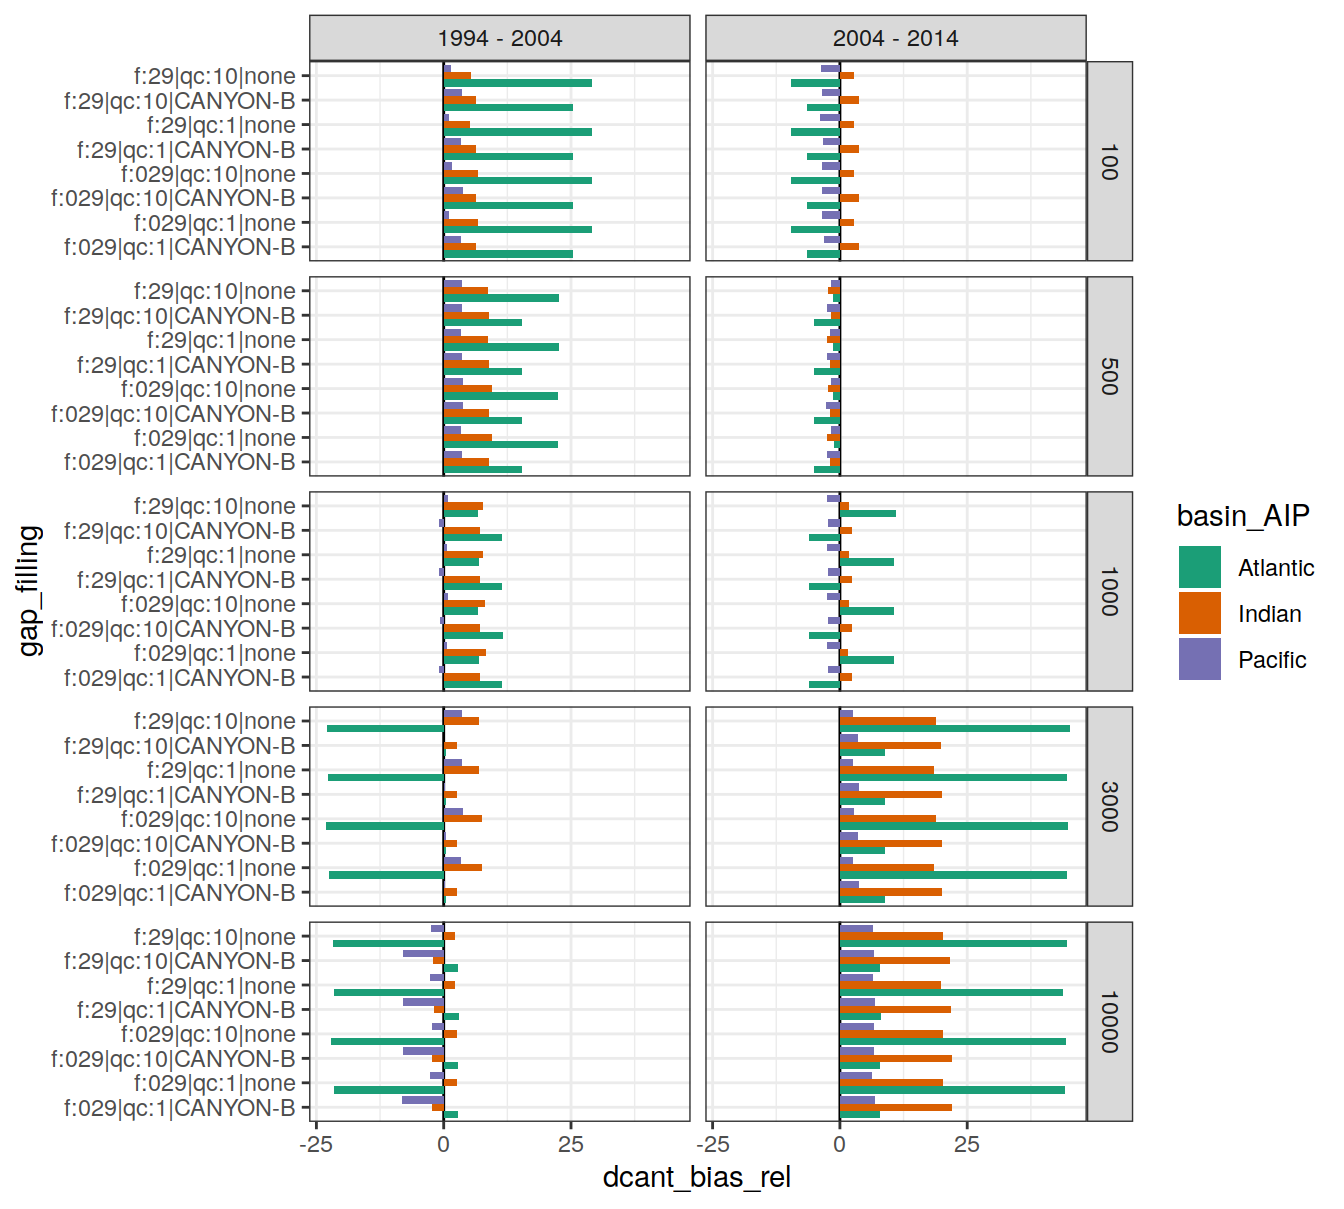 1994 - 2004
2004 - 2014
f:29|qc:10|none
f:29|qc:10|CANYON-B
f:29|qc:1|none
f:29|qc:1|CANYON-B
f:029|qc:10|none
f:029|qc:10|CANYON-B
f:029|qc:1|none
f:029|qc:1|CANYON-B
100
f:29|qc:10|none
f:29|qc:10|CANYON-B
f:29|qc:1|none
f:29|qc:1|CANYON-B
f:029|qc:10|none
f:029|qc:10|CANYON-B
f:029|qc:1|none
f:029|qc:1|CANYON-B
500
f:29|qc:10|none
f:29|qc:10|CANYON-B
f:29|qc:1|none
f:29|qc:1|CANYON-B
f:029|qc:10|none
f:029|qc:10|CANYON-B
f:029|qc:1|none
f:029|qc:1|CANYON-B
1000
f:29|qc:10|none
f:29|qc:10|CANYON-B
f:29|qc:1|none
f:29|qc:1|CANYON-B
f:029|qc:10|none
f:029|qc:10|CANYON-B
f:029|qc:1|none
f:029|qc:1|CANYON-B
3000
f:29|qc:10|none
f:29|qc:10|CANYON-B
f:29|qc:1|none
f:29|qc:1|CANYON-B
f:029|qc:10|none
f:029|qc:10|CANYON-B
f:029|qc:1|none
f:029|qc:1|CANYON-B
10000
-25 0 25
-25 0 25
dcant_bias_rel
gap_filling
basin_AIP
Atlantic
Indian
Pacific